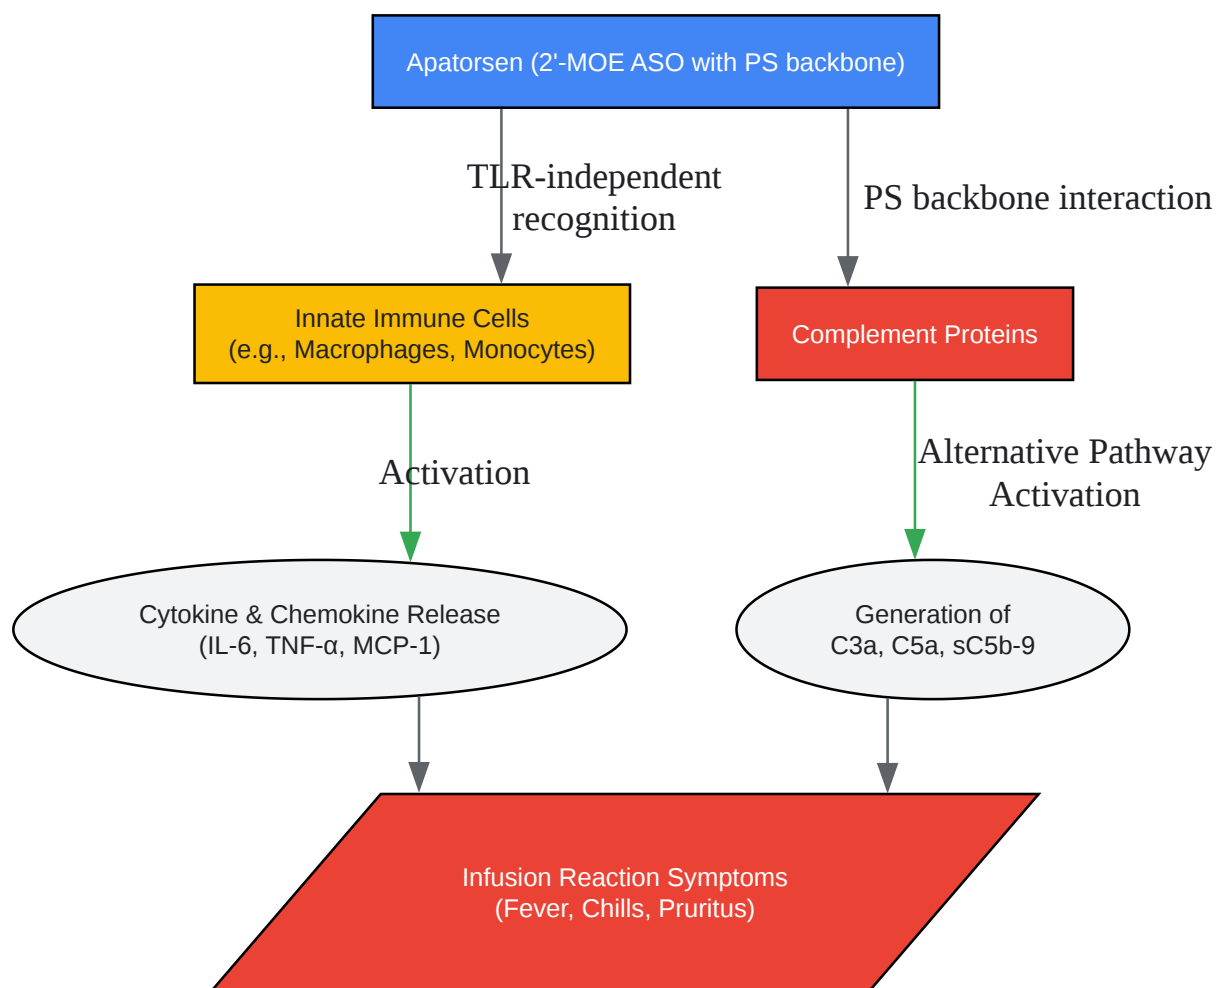 Apatorsen (2'-MOE ASO with PS backbone)
TLR-independent
recognition
PS backbone interaction
Innate Immune Cells
(e.g., Macrophages, Monocytes)
Complement Proteins
Activation
Alternative Pathway
Activation
Cytokine & Chemokine Release
(IL-6, TNF-α, MCP-1)
Generation of
C3a, C5a, sC5b-9
Infusion Reaction Symptoms
(Fever, Chills, Pruritus)